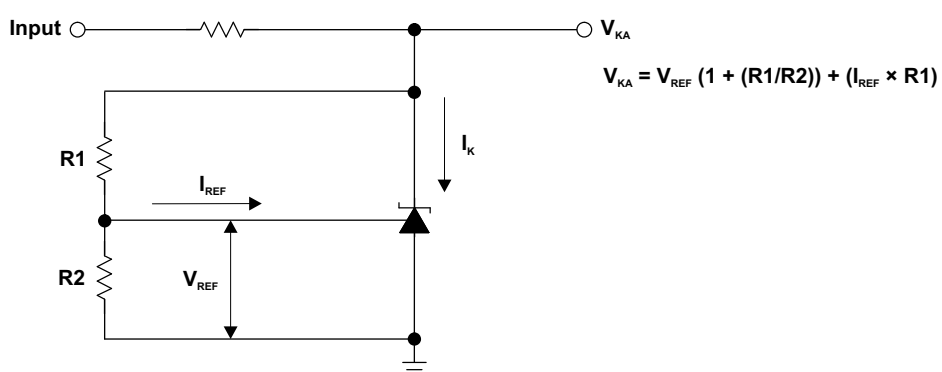 Input
V_KA
V_KA = V_REF (1 + (R1/R2)) + (I_REF × R1)
I_K
R1
I_REF
R2
V_REF